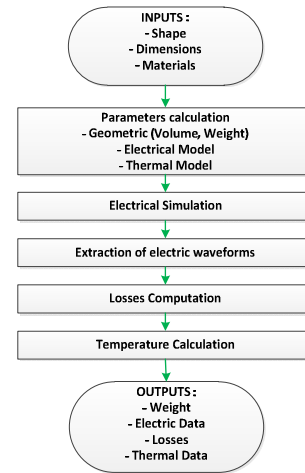 INPUTS :
- Shape
- Dimensions
- Materials
Parameters calculation
- Geometric (Volume, Weight)
- Electrical Model
- Thermal Model
Electrical Simulation
Extraction of electric waveforms
Losses Computation
Temperature Calculation
OUTPUTS :
- Weight
- Electric Data
- Losses
- Thermal Data